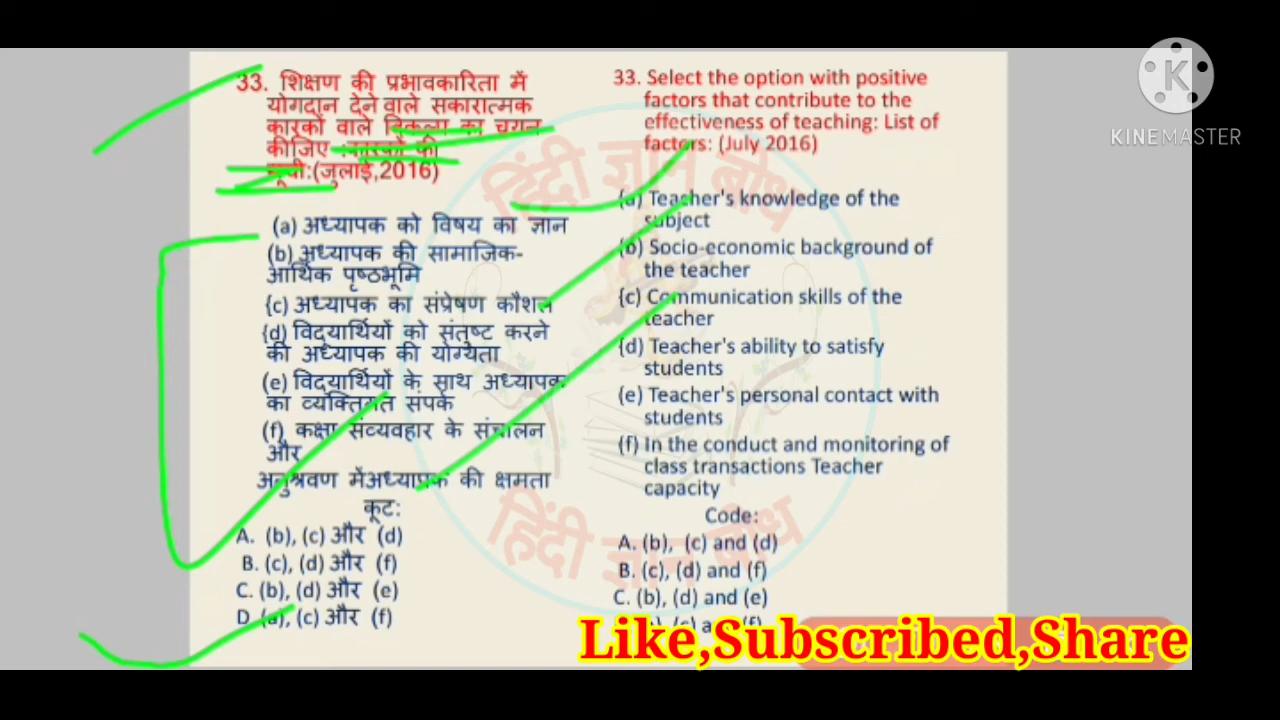 33. शिक्षण की प्रभावकारिता में
योगदान देने वाले सकारात्मक
कारकों वाले विकल्प का चयन
कीजिए :कारकों की
सूची:(जुलाई,2016)
(a) अध्यापक को विषय का ज्ञान
(b) अध्यापक की सामाजिक-
आर्थिक पृष्ठभूमि
{c) अध्यापक का संप्रेषण कौशल
{d) विद्यार्थियों को संतुष्ट करने
की अध्यापक की योग्यता
(e) विद्यार्थियों के साथ अध्यापक
का व्यक्तिगत संपर्क
(f) कक्षा संव्यवहार के संचालन
और
अनुश्रवण मेंअध्यापक की क्षमता
कूट:
A. (b), (c) और (d)
B. (c), (d) और (f)
C. (b), (d) और (e)
D. (a), (c) और (f)
33. Select the option with positive
factors that contribute to the
effectiveness of teaching: List of
factors: (July 2016)
(a) Teacher's knowledge of the
subject
(b) Socio-economic background of
the teacher
{c) Communication skills of the
teacher
{d) Teacher's ability to satisfy
students
(e) Teacher's personal contact with
students
(f) In the conduct and monitoring of
class transactions Teacher
capacity
Code:
A. (b), (c) and (d)
B. (c), (d) and (f)
C. (b), (d) and (e)
Like,Subscribed,Share
KINEMASTER
हिंदी ज्ञान बोध
हिंदी ज्ञान बोध